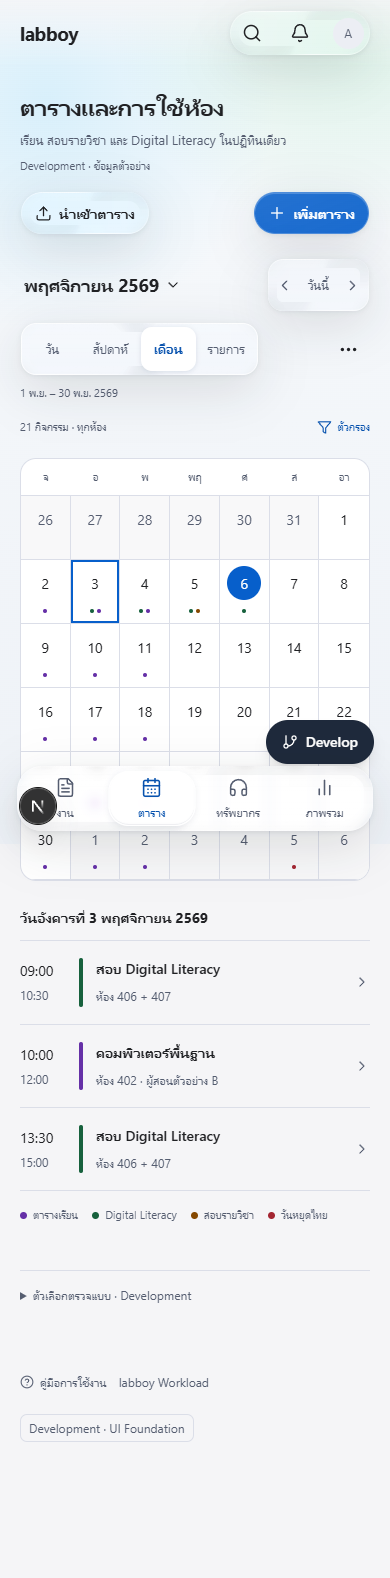 labboy
A
ตารางและการใช้ห้อง
เรียน สอบรายวิชา และ Digital Literacy ในปฏิทินเดียว
Development · ข้อมูลตัวอย่าง
นำเข้าตาราง
เพิ่มตาราง
พฤศจิกายน 2569
วันนี้
วัน สัปดาห์ เดือน รายการ
1 พ.ย. – 30 พ.ย. 2569
21 กิจกรรม · ทุกห้อง
ตัวกรอง
จ อ พ พฤ ศ ส อา
26 27 28 29 30 31 1
2 3 4 5 6 7 8
9 10 11 12 13 14 15
16 17 18 19 20 21 22
Develop
N
งาน ตาราง ทรัพยากร ภาพรวม
30 1 2 3 4 5 6
วันอังคารที่ 3 พฤศจิกายน 2569
09:00 สอบ Digital Literacy
10:30 ห้อง 406 + 407
10:00 คอมพิวเตอร์พื้นฐาน
12:00 ห้อง 402 · ผู้สอนตัวอย่าง B
13:30 สอบ Digital Literacy
15:00 ห้อง 406 + 407
ตารางเรียน Digital Literacy สอบรายวิชา วันหยุดไทย
ตัวเลือกตรวจแบบ · Development
คู่มือการใช้งาน labboy Workload
Development · UI Foundation